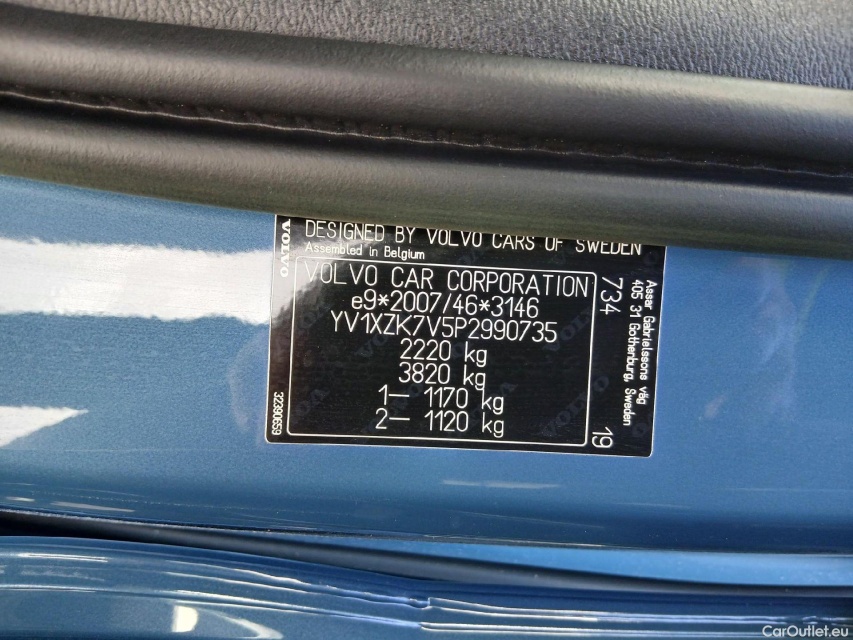 DESIGNED BY VOLVO CARS OF SWEDEN
Assembled in Belgium
VOLVO
VOLVO CAR CORPORATION
e9*2007/46*3146
YV1XZK7V5P2990735
2220 kg
3820 kg
1— 1170 kg
2— 1120 kg
32390659
734
19
Assar Gabrielssons väg
405 31 Gothenburg, Sweden
CarOutlet.eu